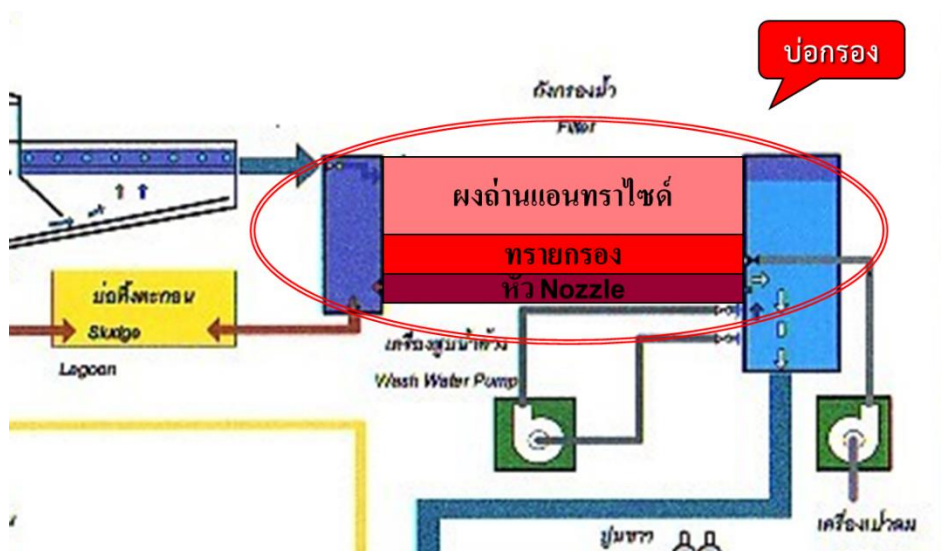 บ่อกรอง
ถังกรองน้ำ
Filter
ผงถ่านแอนทราไซด์
ทรายกรอง
หัว Nozzle
บ่อทิ้งตะกอน
Sludge
Lagoon
เครื่องสูบน้ำล้าง
Wash Water Pump
เครื่องเป่าลม